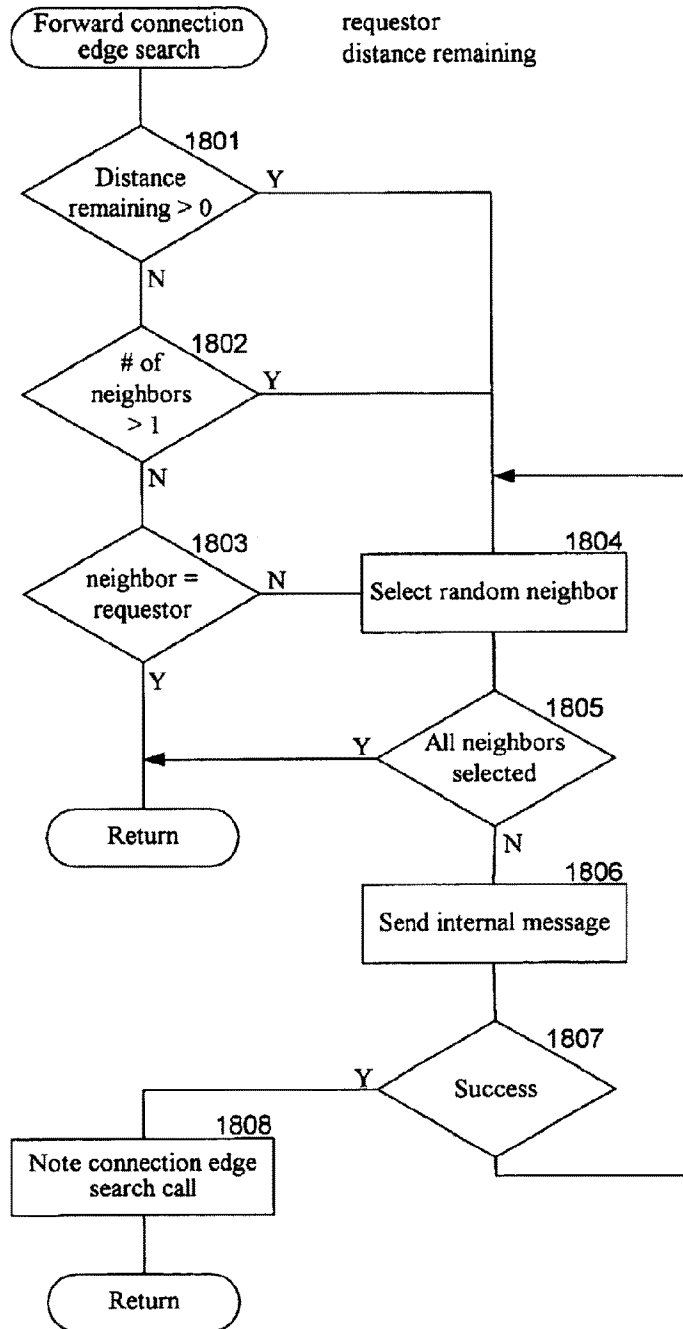 Forward connection
edge search
requestor
distance remaining
1801
Distance
remaining > 0
Y
N
1802
# of
neighbors
> 1
Y
N
1803
neighbor =
requestor
N
Y
1804
Select random neighbor
1805
All neighbors
selected
Y
N
Return
1806
Send internal message
1807
Success
Y
1808
Note connection edge
search call
Return